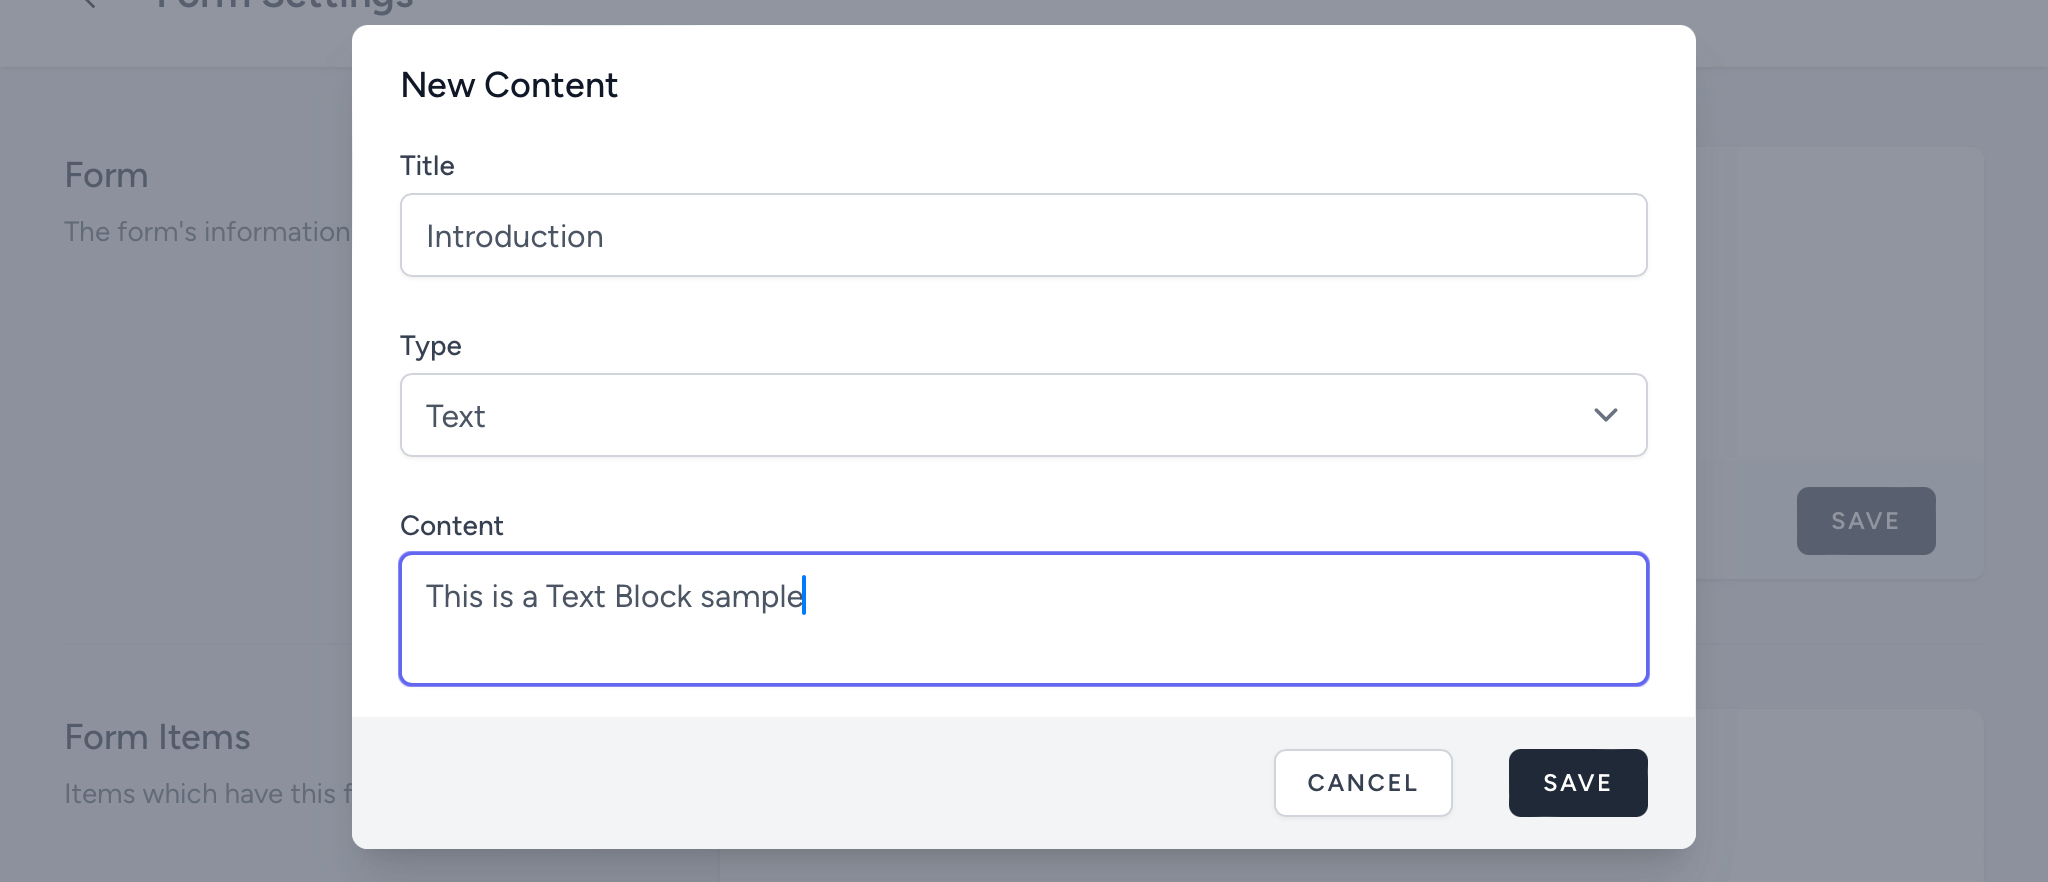 Form Settings
New Content
Form
The form's information
Title
Introduction
Type
Text
Content
This is a Text Block sample
SAVE
Form Items
Items which have this f
CANCEL
SAVE